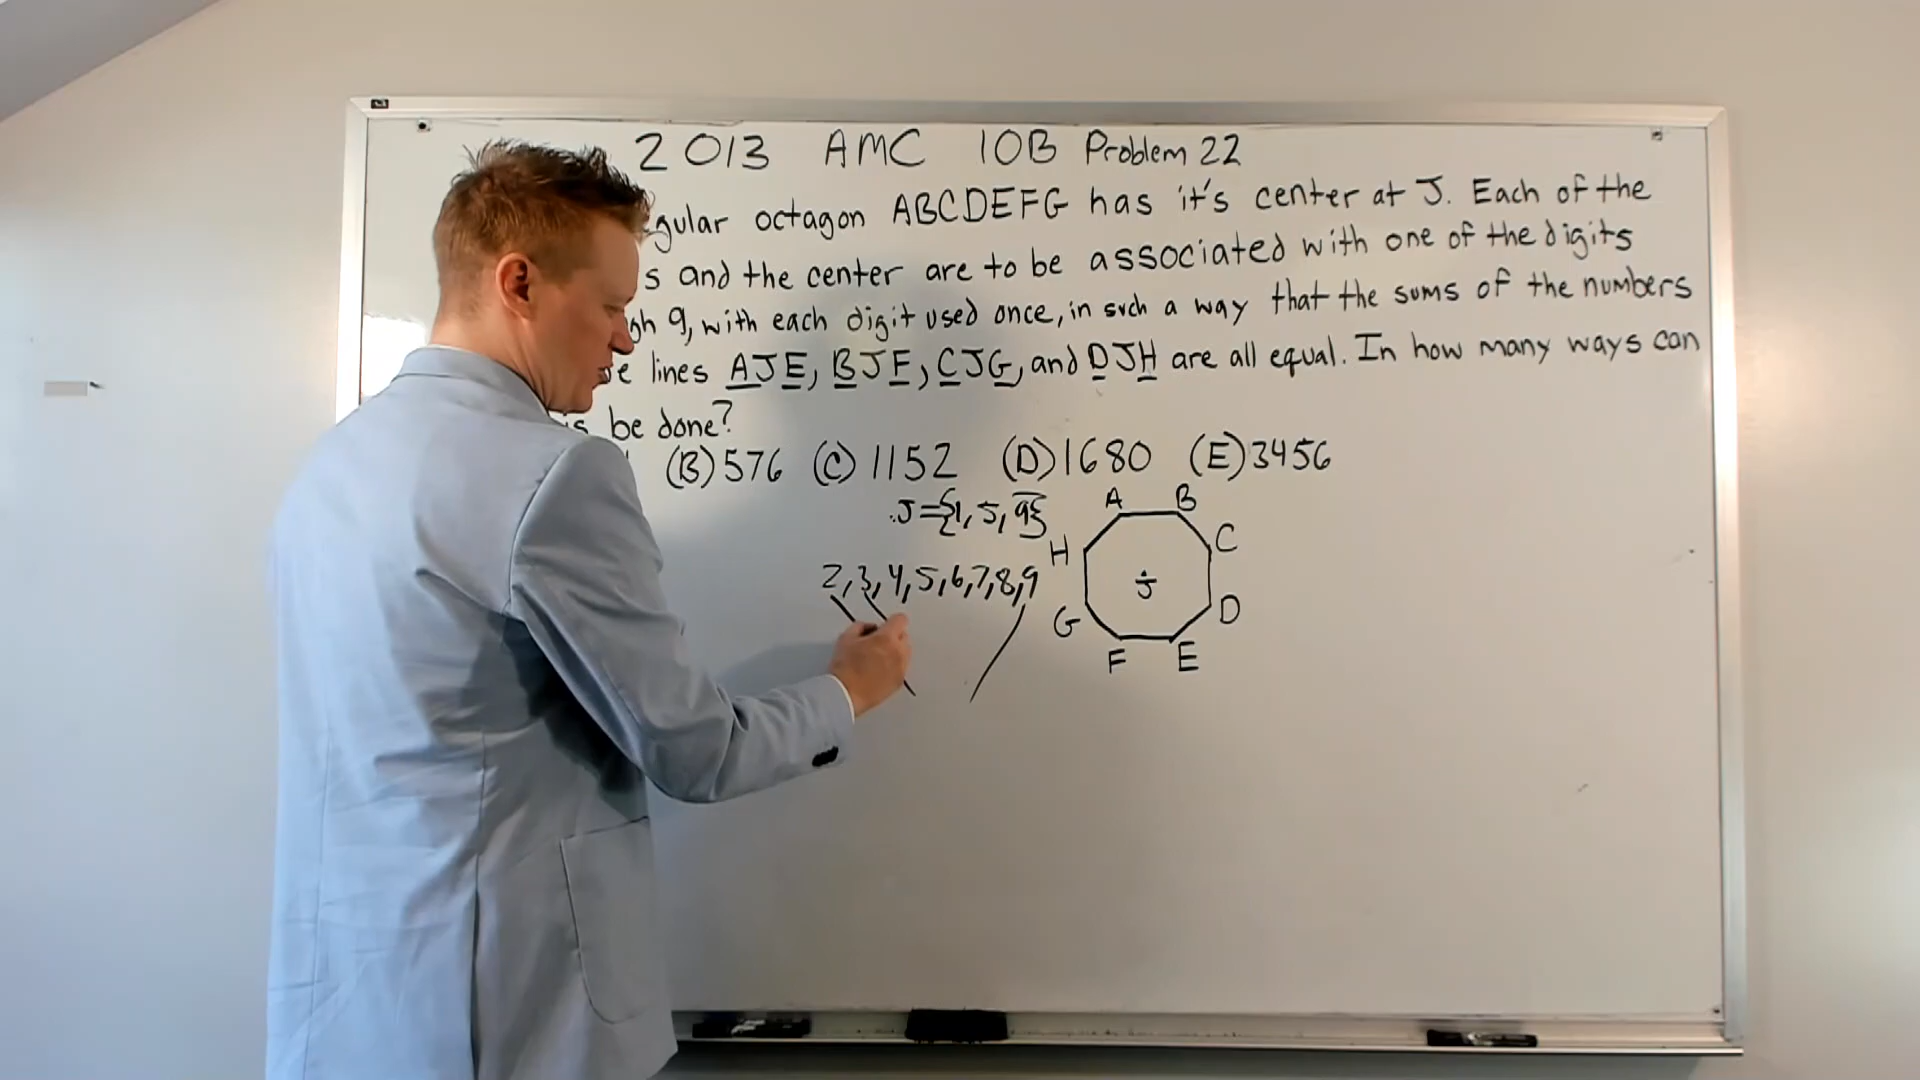 2013 AMC 10B Problem 22
gular octagon ABCDEFG has it's center at J. Each of the
s and the center are to be associated with one of the digits
gh 9, with each digit used once, in such a way that the sums of the numbers
e lines AJE, BJF, CJG, and DJH are all equal. In how many ways can
is be done?
(B) 576 (C) 1152 (D) 1680 (E) 3456
J={1, 5, 9}
A B
H C
2, 3, 4, 5, 6, 7, 8, 9
J
G D
F E